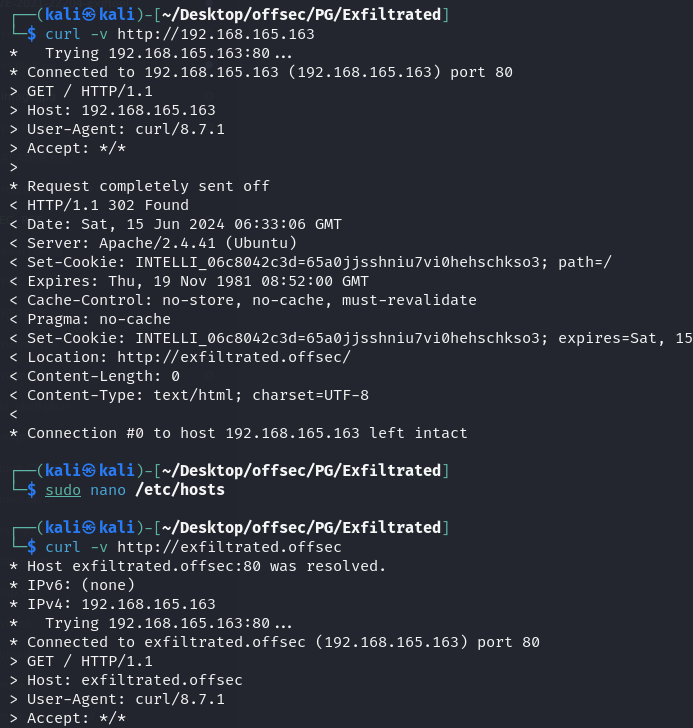 ┌──(kali㉿kali)-[~/Desktop/offsec/PG/Exfiltrated]
└─$ curl -v http://192.168.165.163
*   Trying 192.168.165.163:80...
* Connected to 192.168.165.163 (192.168.165.163) port 80
> GET / HTTP/1.1
> Host: 192.168.165.163
> User-Agent: curl/8.7.1
> Accept: */*
>
* Request completely sent off
< HTTP/1.1 302 Found
< Date: Sat, 15 Jun 2024 06:33:06 GMT
< Server: Apache/2.4.41 (Ubuntu)
< Set-Cookie: INTELLI_06c8042c3d=65a0jjsshniu7vi0hehschkso3; path=/
< Expires: Thu, 19 Nov 1981 08:52:00 GMT
< Cache-Control: no-store, no-cache, must-revalidate
< Pragma: no-cache
< Set-Cookie: INTELLI_06c8042c3d=65a0jjsshniu7vi0hehschkso3; expires=Sat, 15
< Location: http://exfiltrated.offsec/
< Content-Length: 0
< Content-Type: text/html; charset=UTF-8
<
* Connection #0 to host 192.168.165.163 left intact
┌──(kali㉿kali)-[~/Desktop/offsec/PG/Exfiltrated]
└─$ sudo nano /etc/hosts
┌──(kali㉿kali)-[~/Desktop/offsec/PG/Exfiltrated]
└─$ curl -v http://exfiltrated.offsec
* Host exfiltrated.offsec:80 was resolved.
* IPv6: (none)
* IPv4: 192.168.165.163
*   Trying 192.168.165.163:80...
* Connected to exfiltrated.offsec (192.168.165.163) port 80
> GET / HTTP/1.1
> Host: exfiltrated.offsec
> User-Agent: curl/8.7.1
> Accept: */*